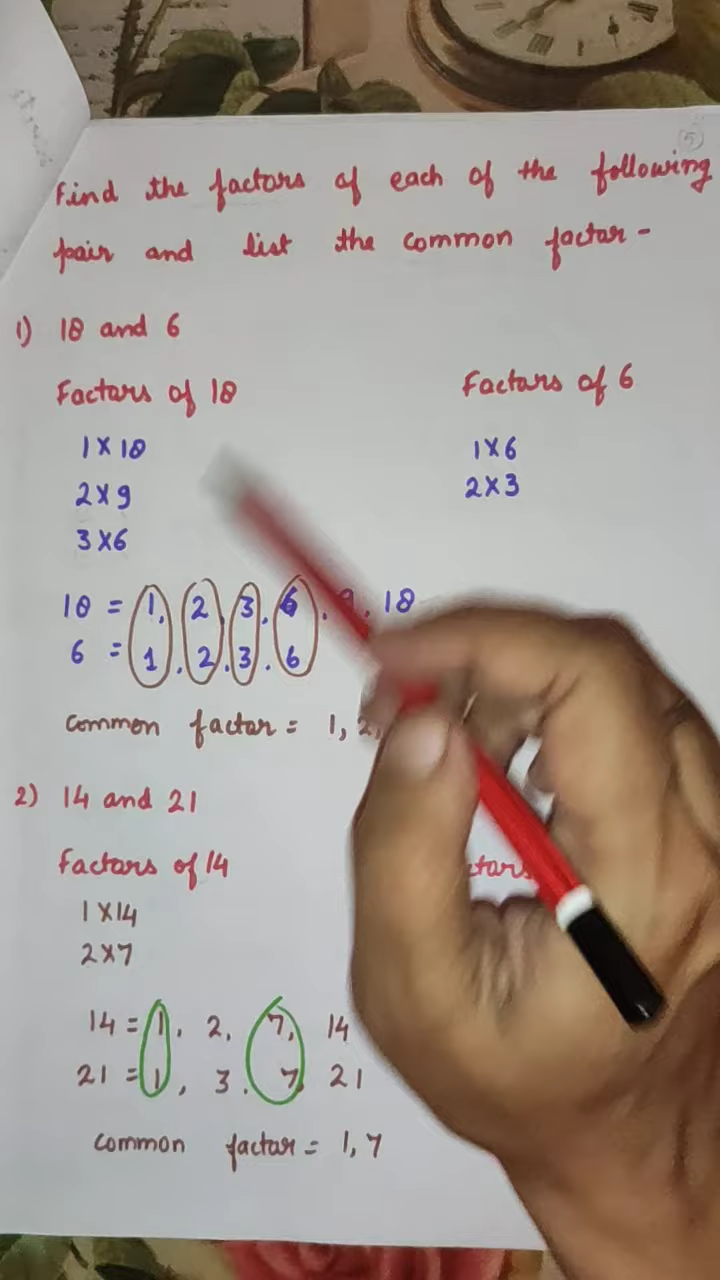 Find the factors of each of the following
pair and list the common factor -
1) 18 and 6
Factors of 18
Factors of 6
1 X 18
1 X 6
2 X 9
2 X 3
3 X 6
18 = 1, 2, 3, 6, 9, 18
6 = 1, 2, 3, 6
common factor = 1, 2,
2) 14 and 21
Factors of 14
1 X 14
2 X 7
14 = 1, 2, 7, 14
21 = 1, 3, 7, 21
common factor = 1, 7